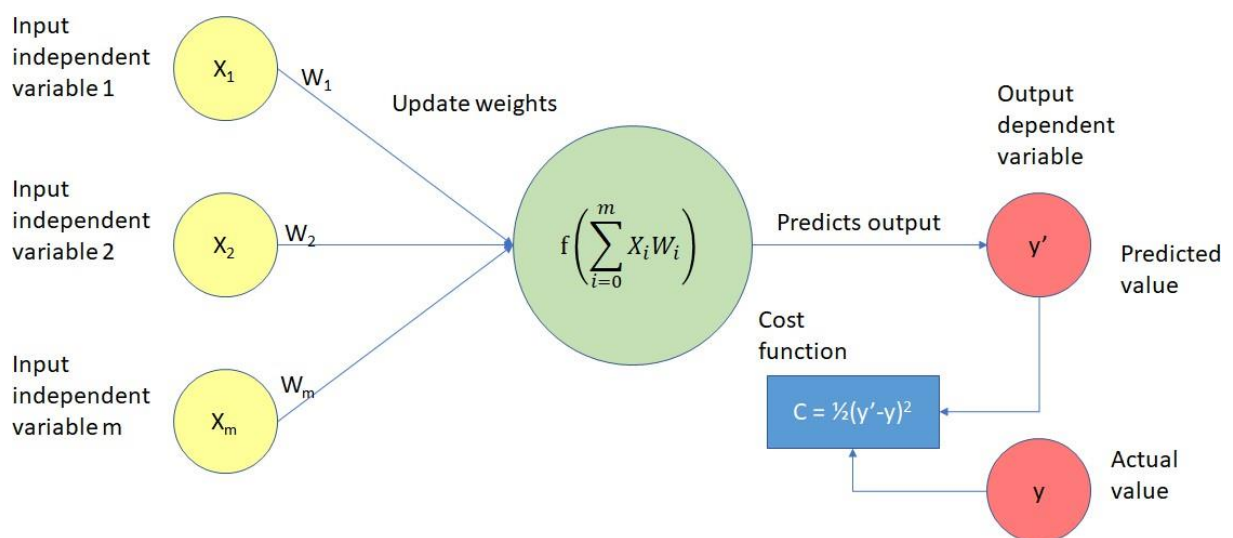 Input
independent
variable 1
X₁
W₁
Update weights
Input
independent
variable 2
X₂
W₂
Input
independent
variable m
Xₘ
Wₘ
f(∑ᵢ₌₀ᵐ XᵢWᵢ)
Predicts output
Output
dependent
variable
y’
Predicted
value
Cost
function
C = ½(y’-y)²
y
Actual
value